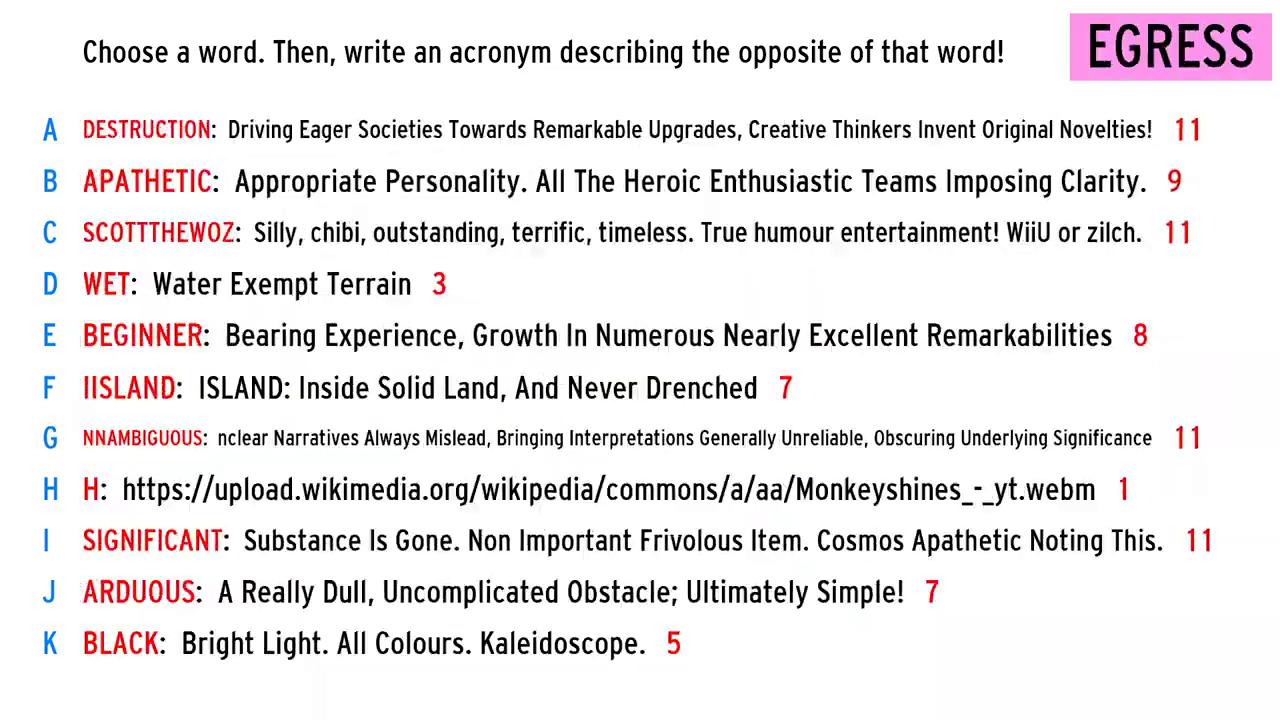 Choose a word. Then, write an acronym describing the opposite of that word!
EGRESS
A DESTRUCTION: Driving Eager Societies Towards Remarkable Upgrades, Creative Thinkers Invent Original Novelties! 11
B APATHETIC: Appropriate Personality. All The Heroic Enthusiastic Teams Imposing Clarity. 9
C SCOTTTHEWOZ: Silly, chibi, outstanding, terrific, timeless. True humour entertainment! WiiU or zilch. 11
D WET: Water Exempt Terrain 3
E BEGINNER: Bearing Experience, Growth In Numerous Nearly Excellent Remarkabilities 8
F IISLAND: ISLAND: Inside Solid Land, And Never Drenched 7
G NNAMBIGUOUS: nclear Narratives Always Mislead, Bringing Interpretations Generally Unreliable, Obscuring Underlying Significance 11
H H: https://upload.wikimedia.org/wikipedia/commons/a/aa/Monkeyshines_-_yt.webm 1
I SIGNIFICANT: Substance Is Gone. Non Important Frivolous Item. Cosmos Apathetic Noting This. 11
J ARDUOUS: A Really Dull, Uncomplicated Obstacle; Ultimately Simple! 7
K BLACK: Bright Light. All Colours. Kaleidoscope. 5